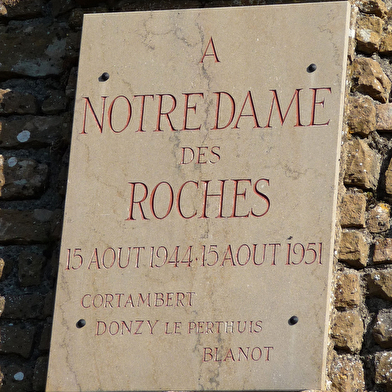 A
NOTRE DAME
DES
ROCHES
15 AOUT 1944 · 15 AOUT 1951
CORTAMBERT
DONZY LE PERTHUIS
BLANOT